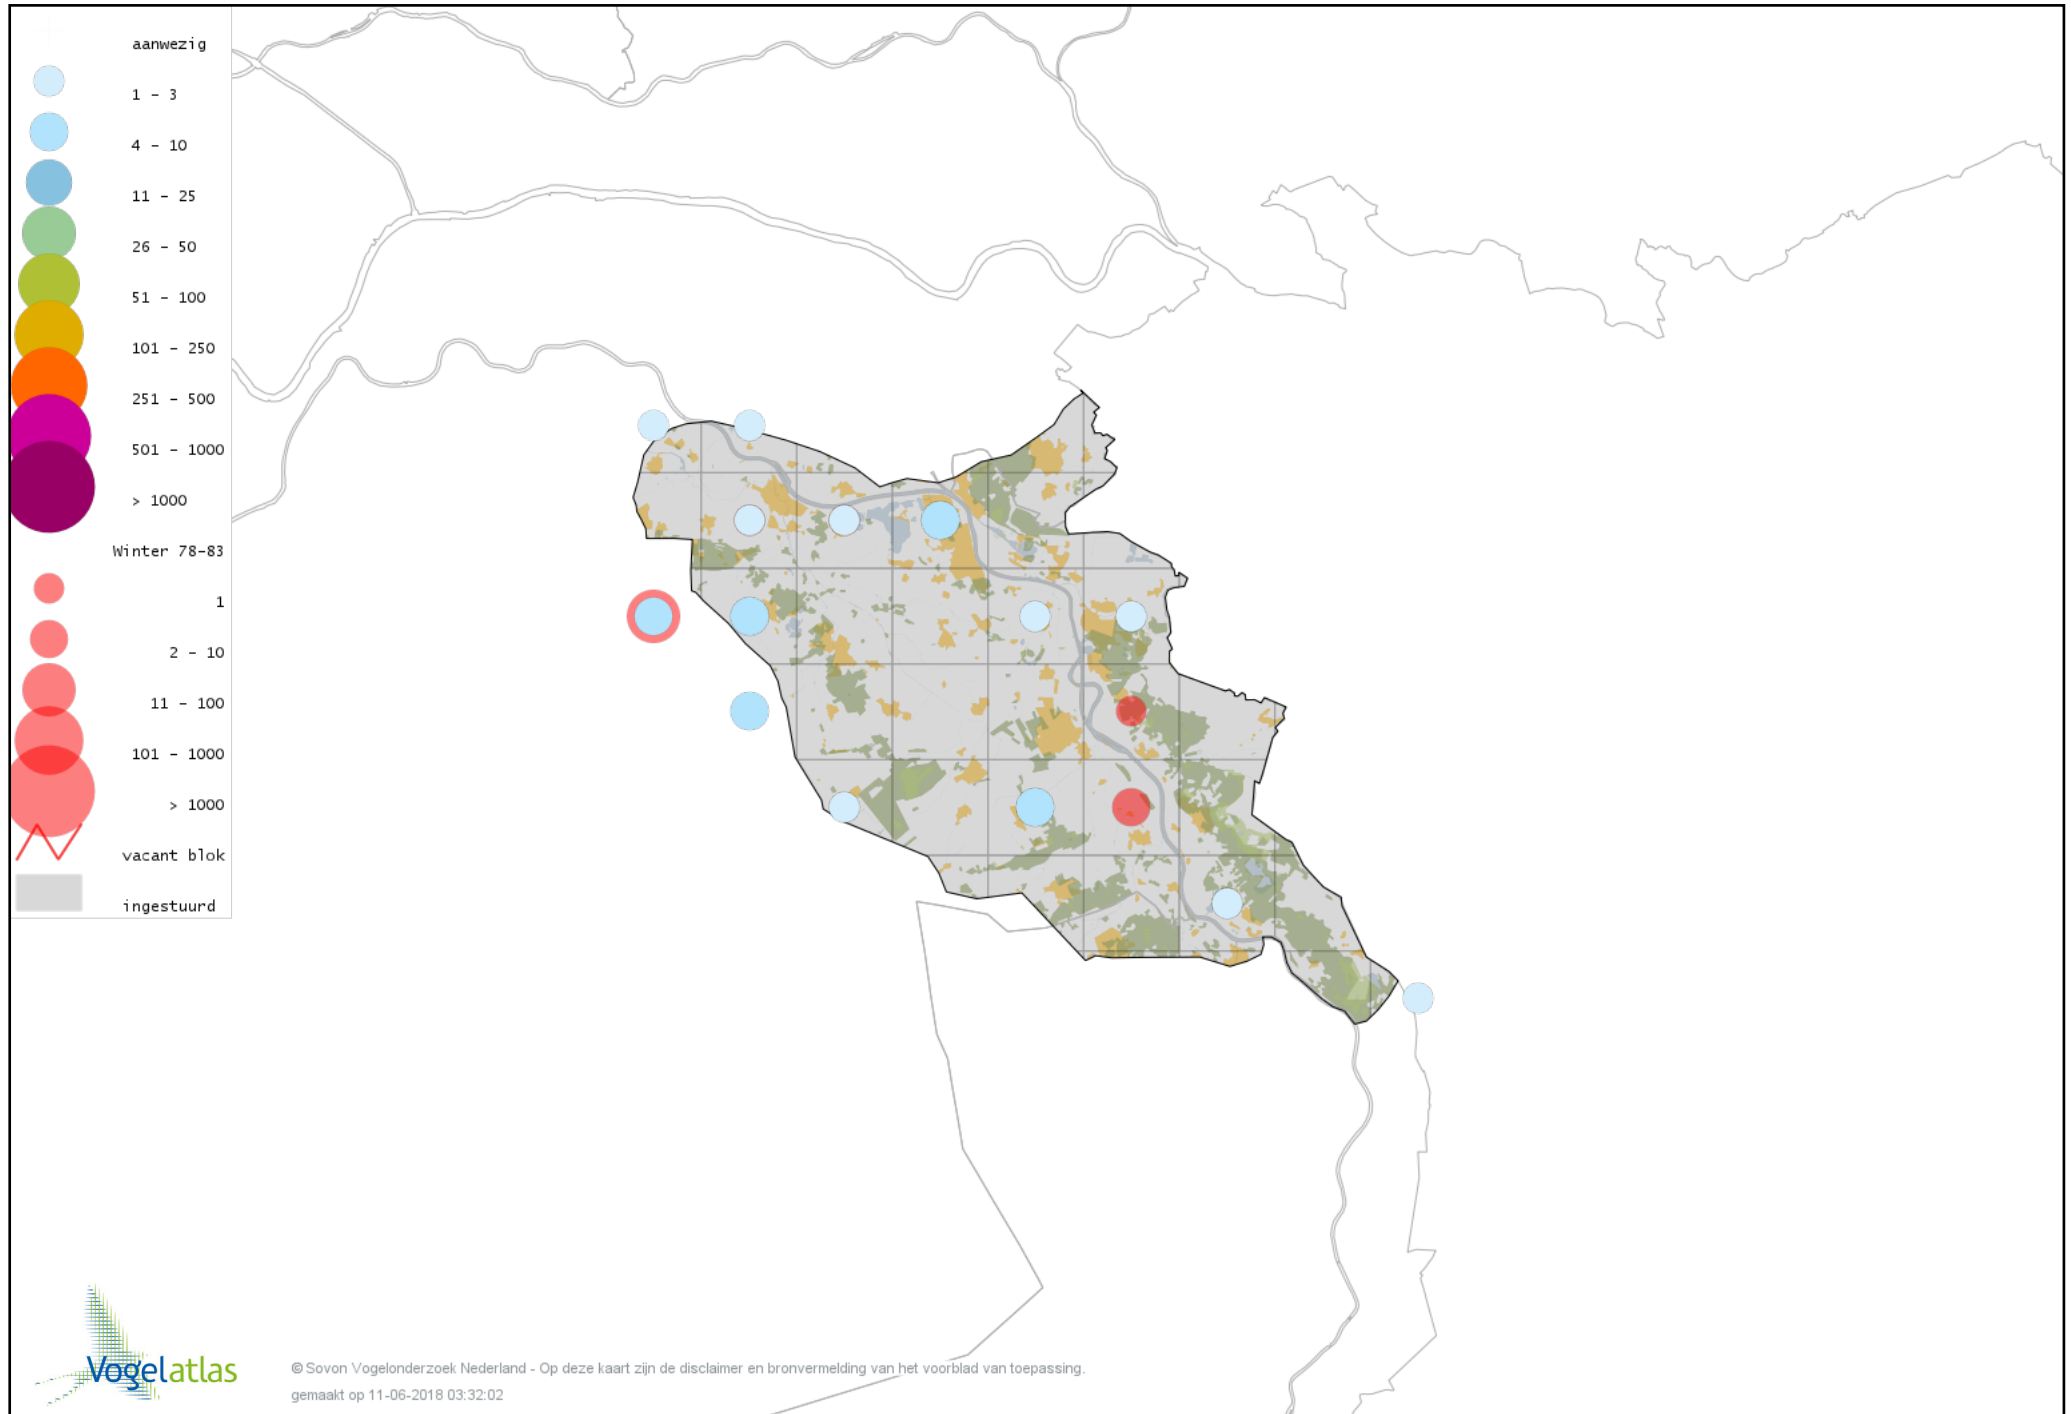 aanwezig
1 - 3
4 - 10
11 - 25
26 - 50
51 - 100
101 - 250
251 - 500
501 - 1000
> 1000
Winter 78-83
1
2 - 10
11 - 100
101 - 1000
> 1000
vacant blok
ingestuurd
Vogelatlas
© Sovon Vogelonderzoek Nederland - Op deze kaart zijn de disclaimer en bronvermelding van het voorblad van toepassing.
gemaakt op 11-06-2018 03:32:02